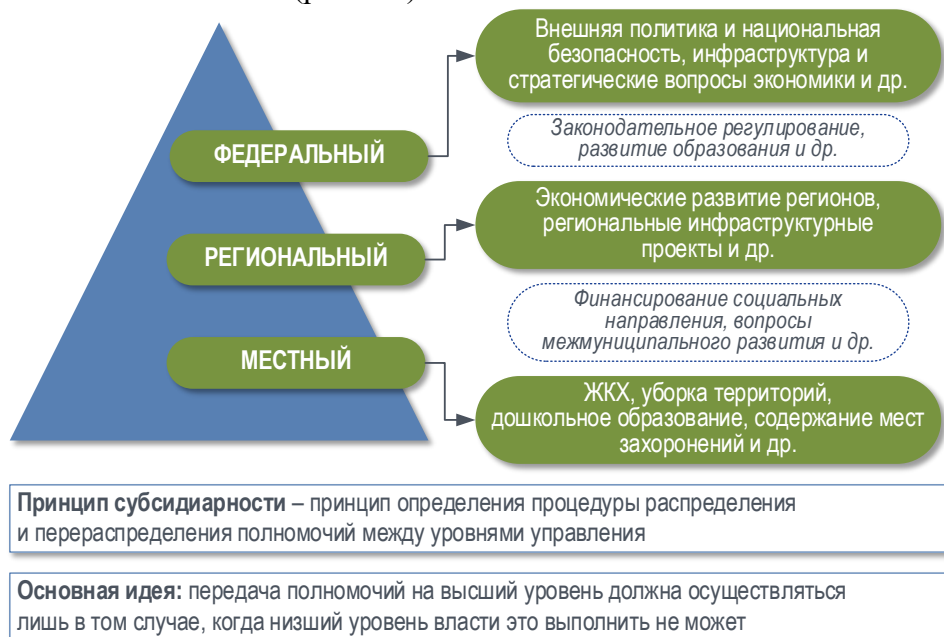 Внешняя политика и национальная
безопасность, инфраструктура и
стратегические вопросы экономики и др.
Законодательное регулирование,
развитие образования и др.
ФЕДЕРАЛЬНЫЙ
Экономические развитие регионов,
региональные инфраструктурные
проекты и др.
РЕГИОНАЛЬНЫЙ
Финансирование социальных
направления, вопросы
межмуниципального развития и др.
МЕСТНЫЙ
ЖКХ, уборка территорий,
дошкольное образование, содержание мест
захоронений и др.
Принцип субсидиарности – принцип определения процедуры распределения
и перераспределения полномочий между уровнями управления
Основная идея: передача полномочий на высший уровень должна осуществляться
лишь в том случае, когда низший уровень власти это выполнить не может